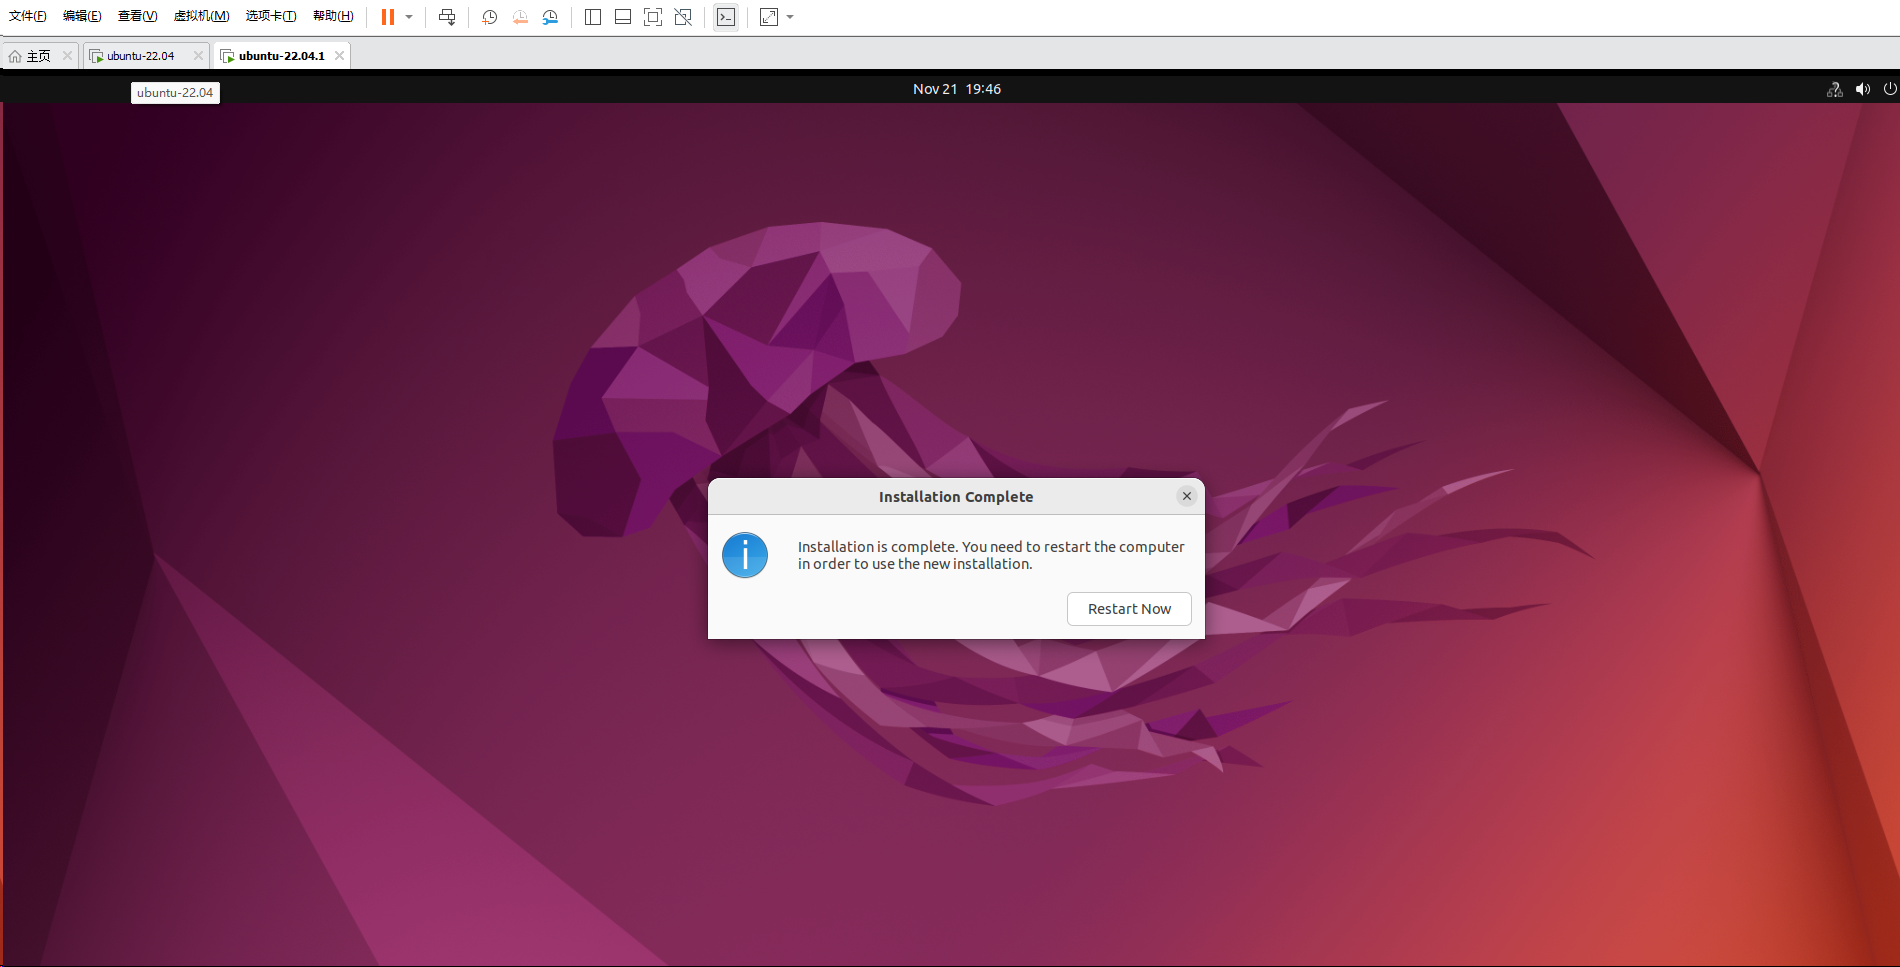 文件(F) 编辑(E) 查看(V) 虚拟机(M) 选项卡(T) 帮助(H)
主页 ubuntu-22.04 ubuntu-22.04.1
ubuntu-22.04
Nov 21 19:46
Installation Complete
Installation is complete. You need to restart the computer
in order to use the new installation.
Restart Now